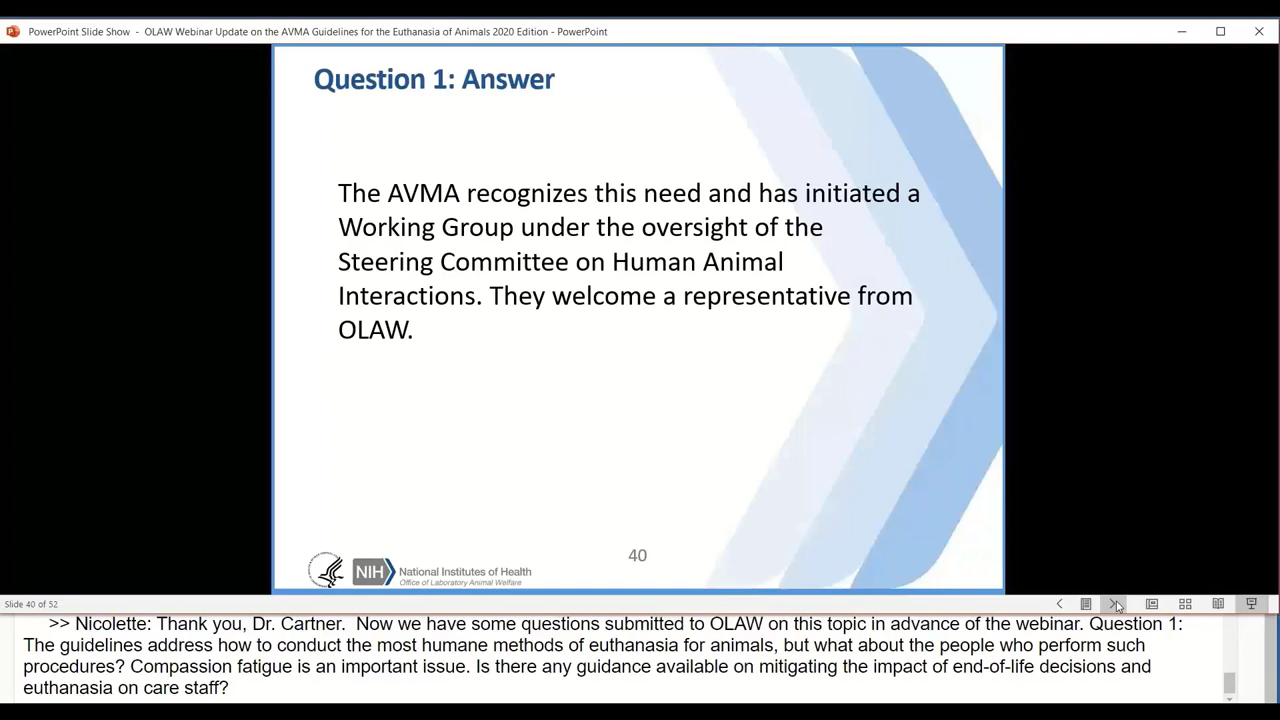 PowerPoint Slide Show - OLAW Webinar Update on the AVMA Guidelines for the Euthanasia of Animals 2020 Edition - PowerPoint
Question 1: Answer
The AVMA recognizes this need and has initiated a
Working Group under the oversight of the
Steering Committee on Human Animal
Interactions. They welcome a representative from
OLAW.
40
NIH National Institutes of Health
Office of Laboratory Animal Welfare
Slide 40 of 52
>> Nicolette: Thank you, Dr. Cartner. Now we have some questions submitted to OLAW on this topic in advance of the webinar. Question 1:
The guidelines address how to conduct the most humane methods of euthanasia for animals, but what about the people who perform such
procedures? Compassion fatigue is an important issue. Is there any guidance available on mitigating the impact of end-of-life decisions and
euthanasia on care staff?